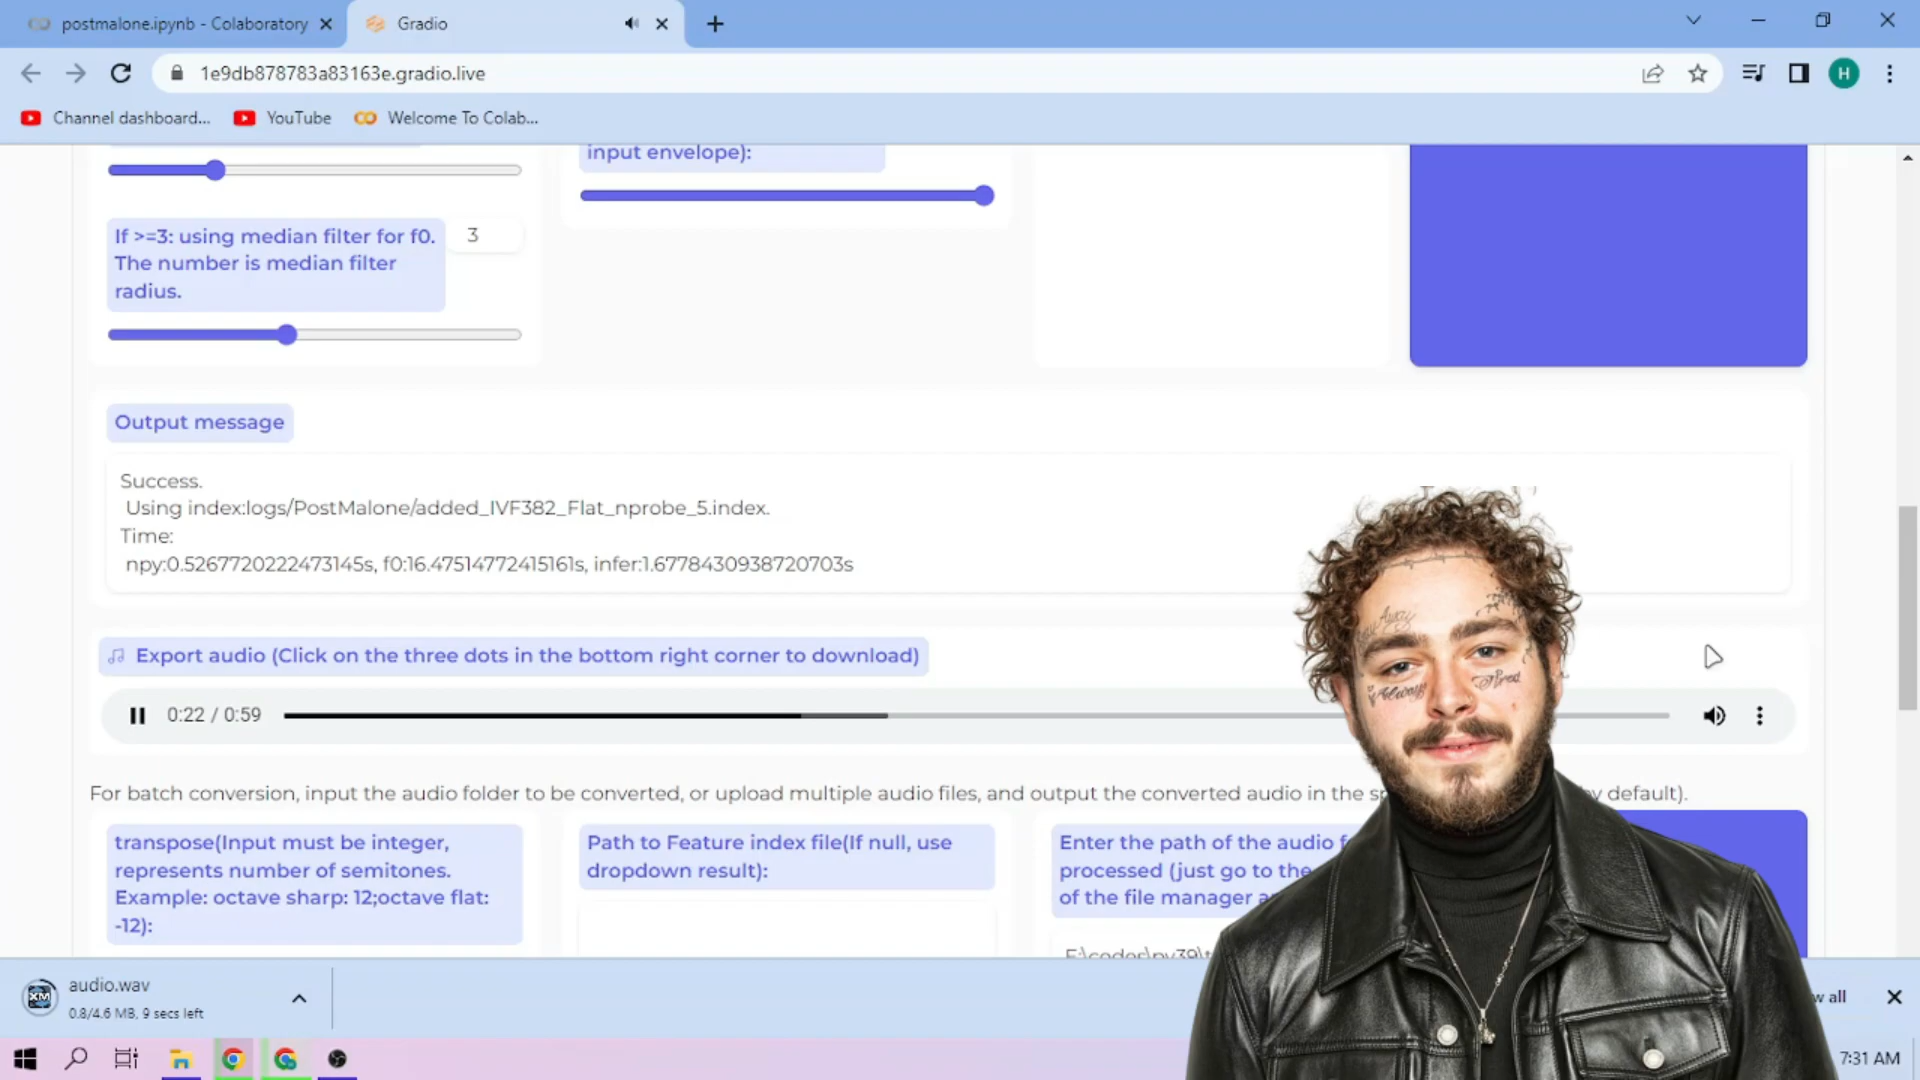 postmalone.ipynb - Colaboratory
Gradio
1e9db878783a83163e.gradio.live
H
Channel dashboard...
YouTube
Welcome To Colab...
input envelope):
If >=3: using median filter for f0.
The number is median filter
radius.
3
Output message
Success.
Using index:logs/PostMalone/added_IVF382_Flat_nprobe_5.index.
Time:
npy:0.5267720222473145s, f0:16.47514772415161s, infer:1.6778430938720703s
Export audio (Click on the three dots in the bottom right corner to download)
0:22 / 0:59
For batch conversion, input the audio folder to be converted, or upload multiple audio files, and output the converted audio in the by default).
transpose(Input must be integer,
represents number of semitones.
Example: octave sharp: 12;octave flat:
-12):
Path to Feature index file(If null, use
dropdown result):
Enter the path of the audio
processed (just go to the
of the file manager
Always
Tired
XM
audio.wav
0.8/4.6 MB, 9 secs left
all
7:31 AM